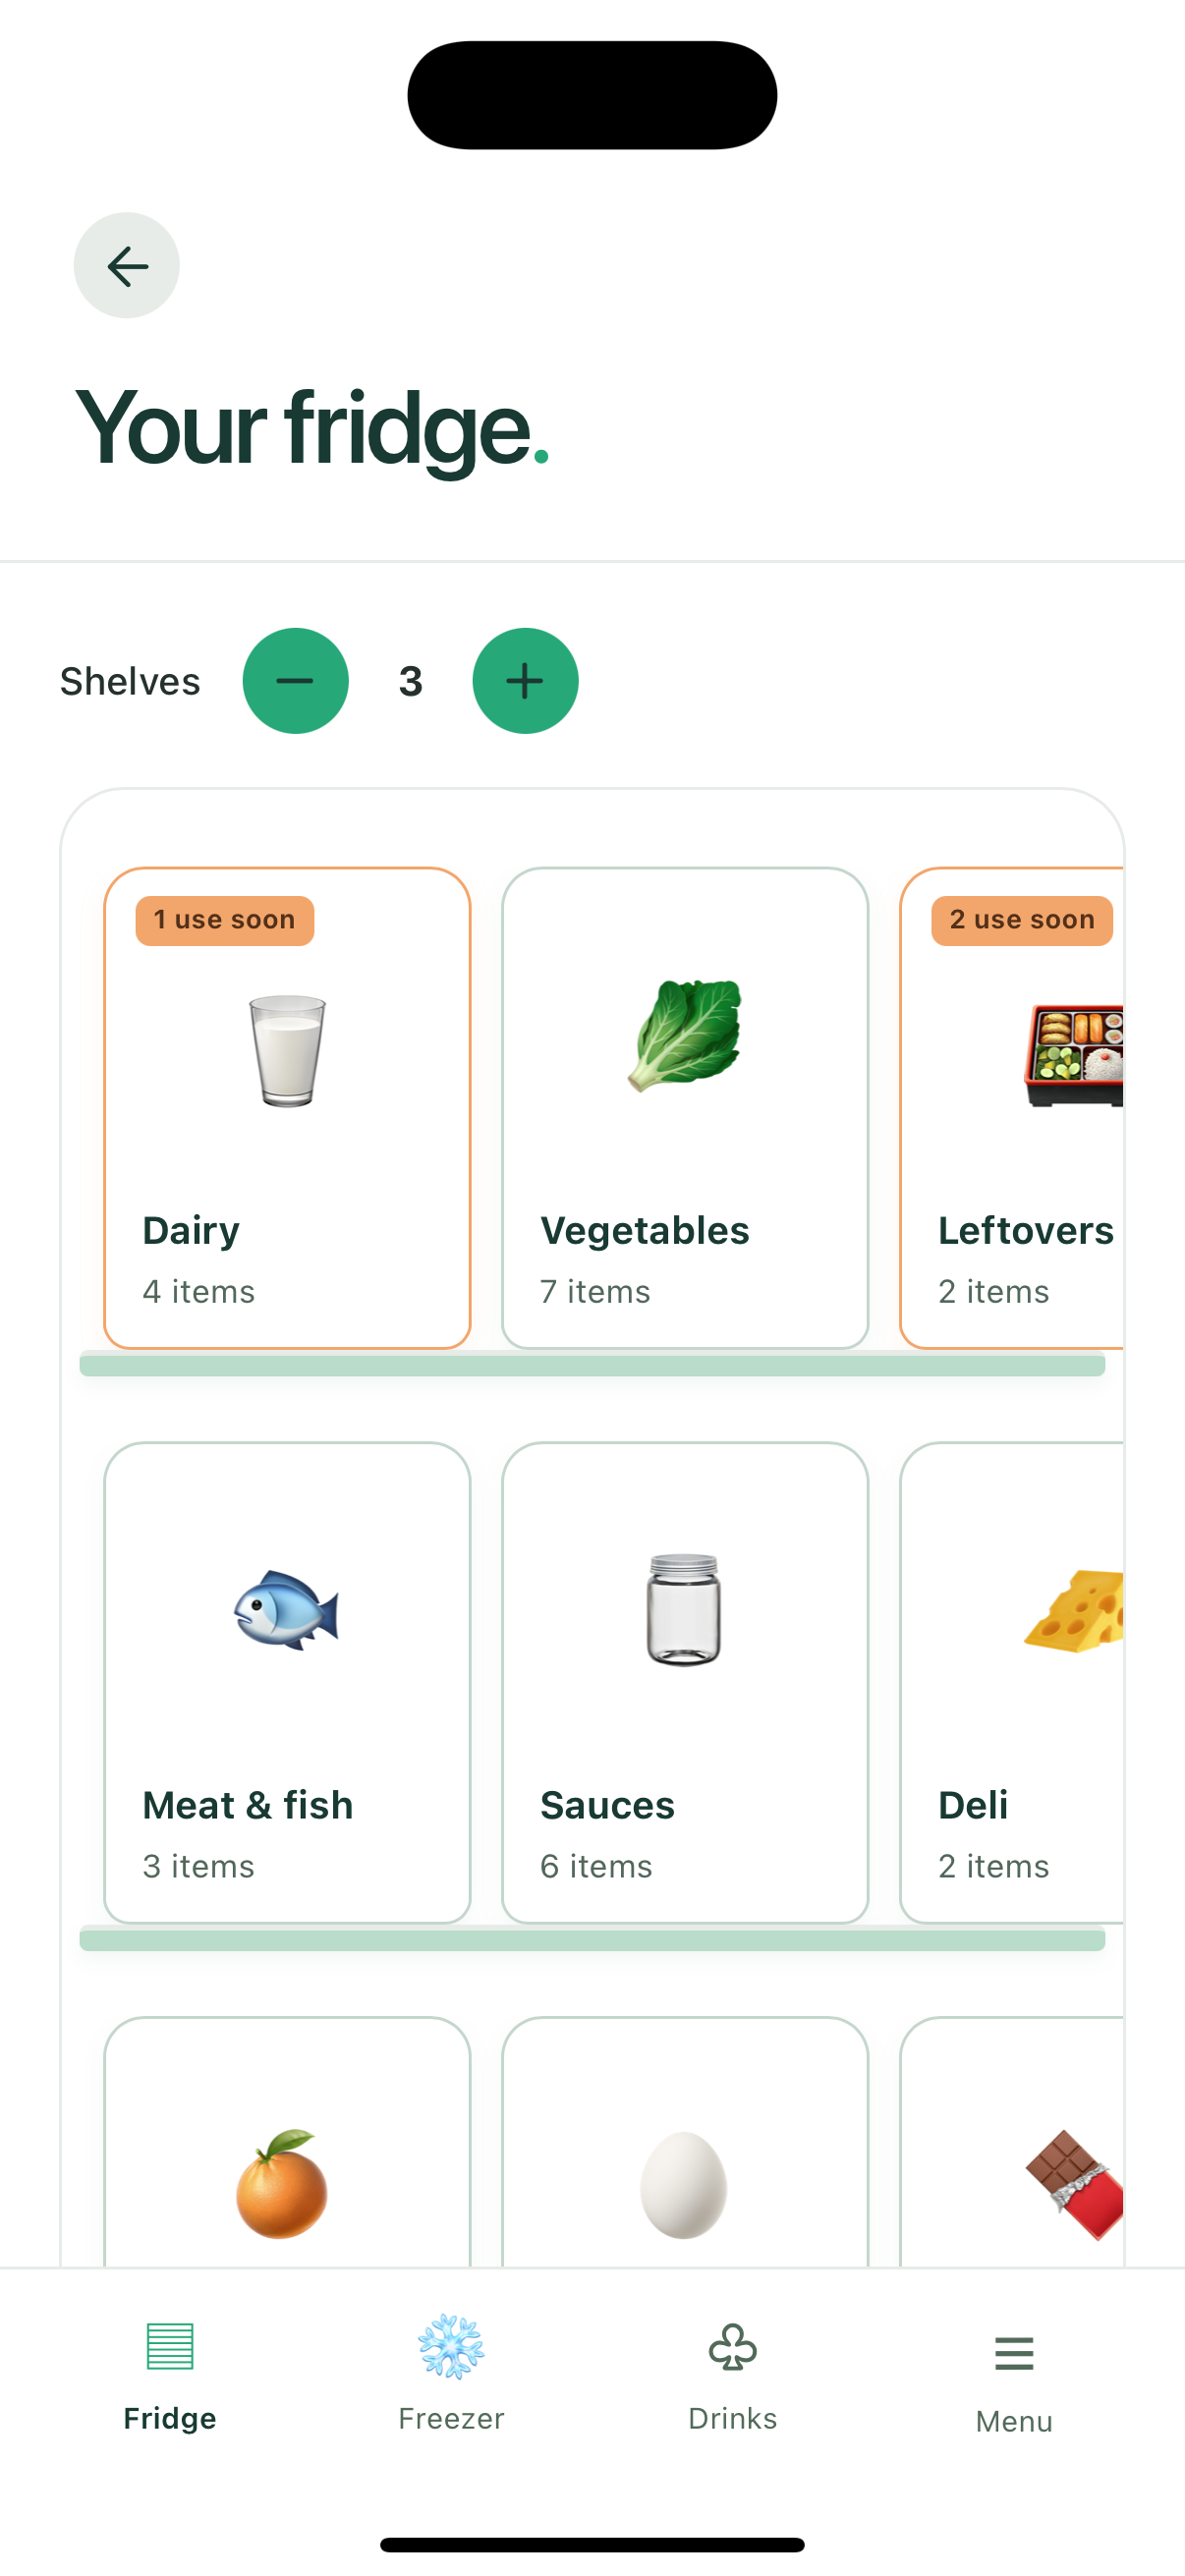 Your fridge.
Shelves 3
1 use soon
2 use soon
Dairy
Vegetables
Leftovers
4 items
7 items
2 items
Meat & fish
Sauces
Deli
3 items
6 items
2 items
Fridge
Freezer
Drinks
Menu